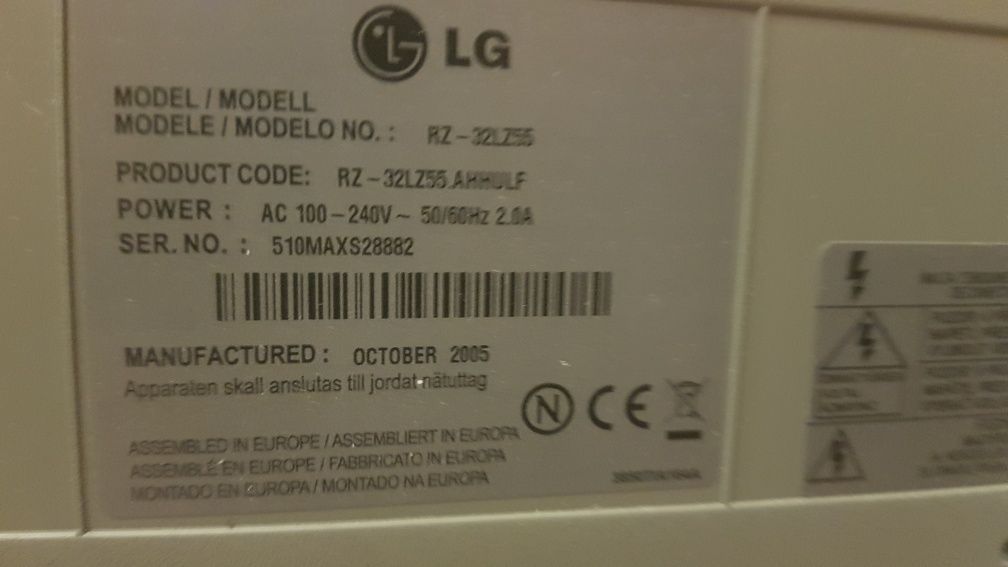 LG
MODEL / MODELL
MODELE / MODELO NO. : RZ-32LZ55
PRODUCT CODE: RZ-32LZ55.AHHULF
POWER : AC 100-240V~ 50/60Hz 2.0A
SER. NO. : 510MAXS28882
MANUFACTURED : OCTOBER 2005
Apparaten skall anslutas till jordat nätuttag
N CE
ASSEMBLED IN EUROPE / ASSEMBLIERT IN EUROPA
ASSEMBLÉ EN EUROPE / FABBRICATO IN EUROPA
MONTADO EN EUROPA / MONTADO NA EUROPA